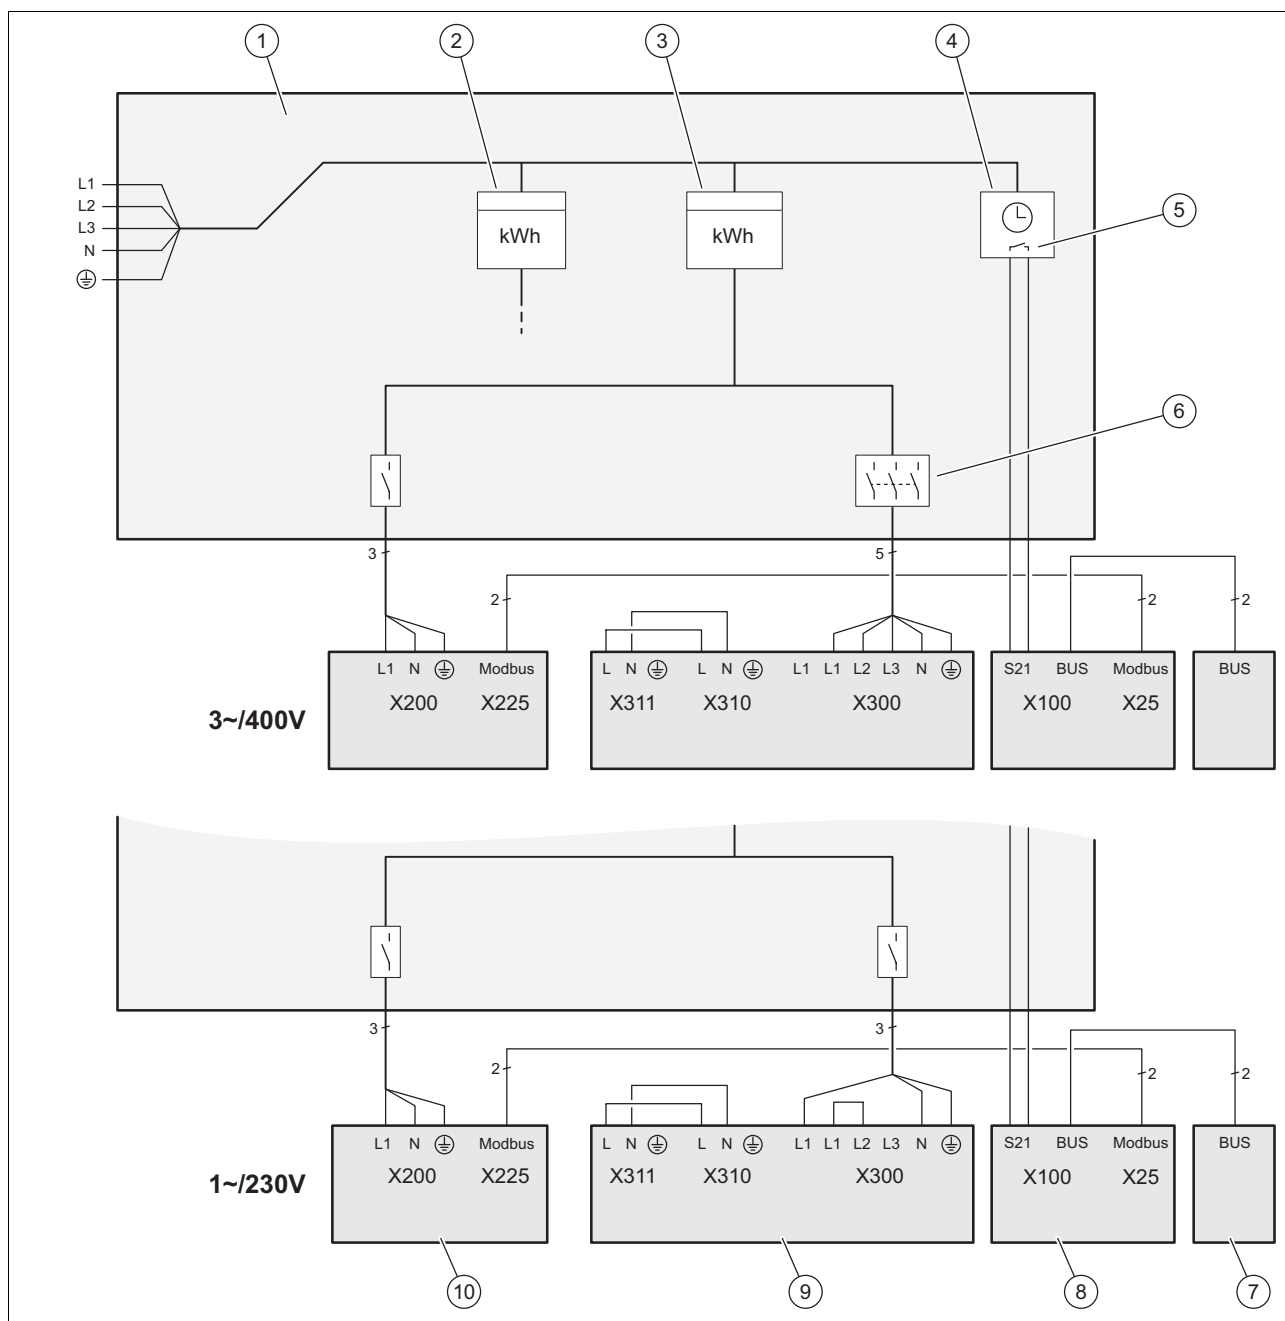 1 2 3 4
L1
L2
L3
N
kWh kWh
5
6
3 5
2 2 2
L1 N Modbus L N L N L1 L1 L2 L3 N S21 BUS Modbus BUS
X200 X225 X311 X310 X300 X100 X25
3~/400V
3 3
2 2 2
L1 N Modbus L N L N L1 L1 L2 L3 N S21 BUS Modbus BUS
X200 X225 X311 X310 X300 X100 X25
1~/230V
10 9 8 7